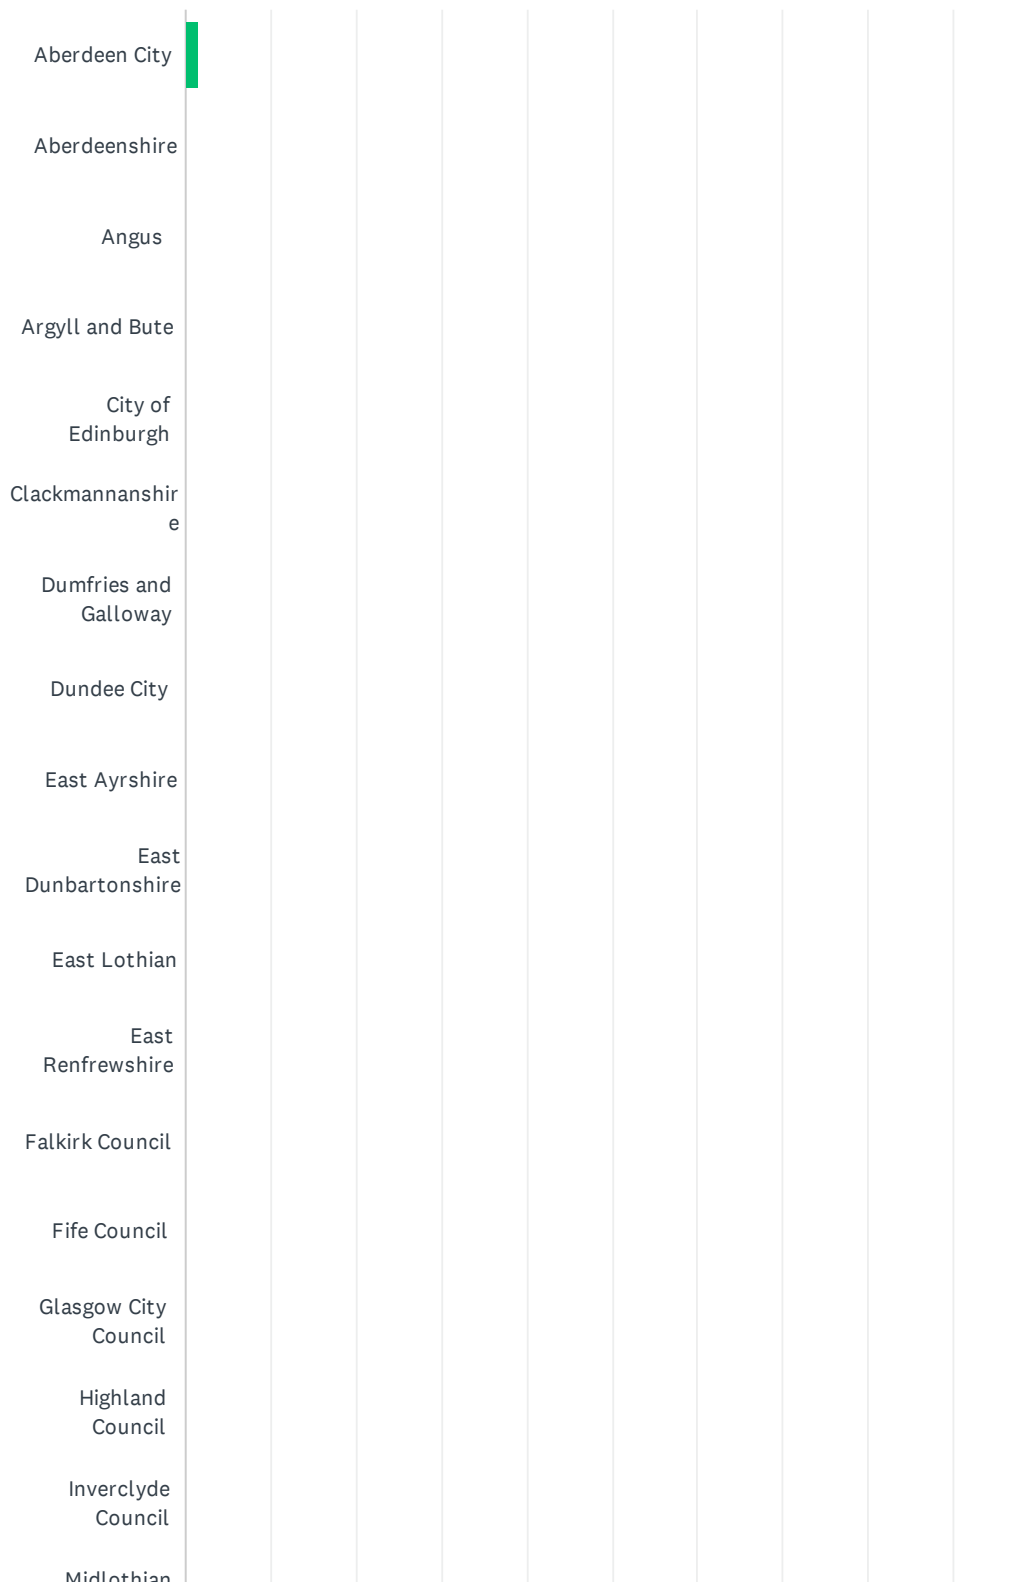 Aberdeen City
Aberdeenshire
Angus
Argyll and Bute
City of
Edinburgh
Clackmannanshir
e
Dumfries and
Galloway
Dundee City
East Ayrshire
East
Dunbartonshire
East Lothian
East
Renfrewshire
Falkirk Council
Fife Council
Glasgow City
Council
Highland
Council
Inverclyde
Council
Midlothian